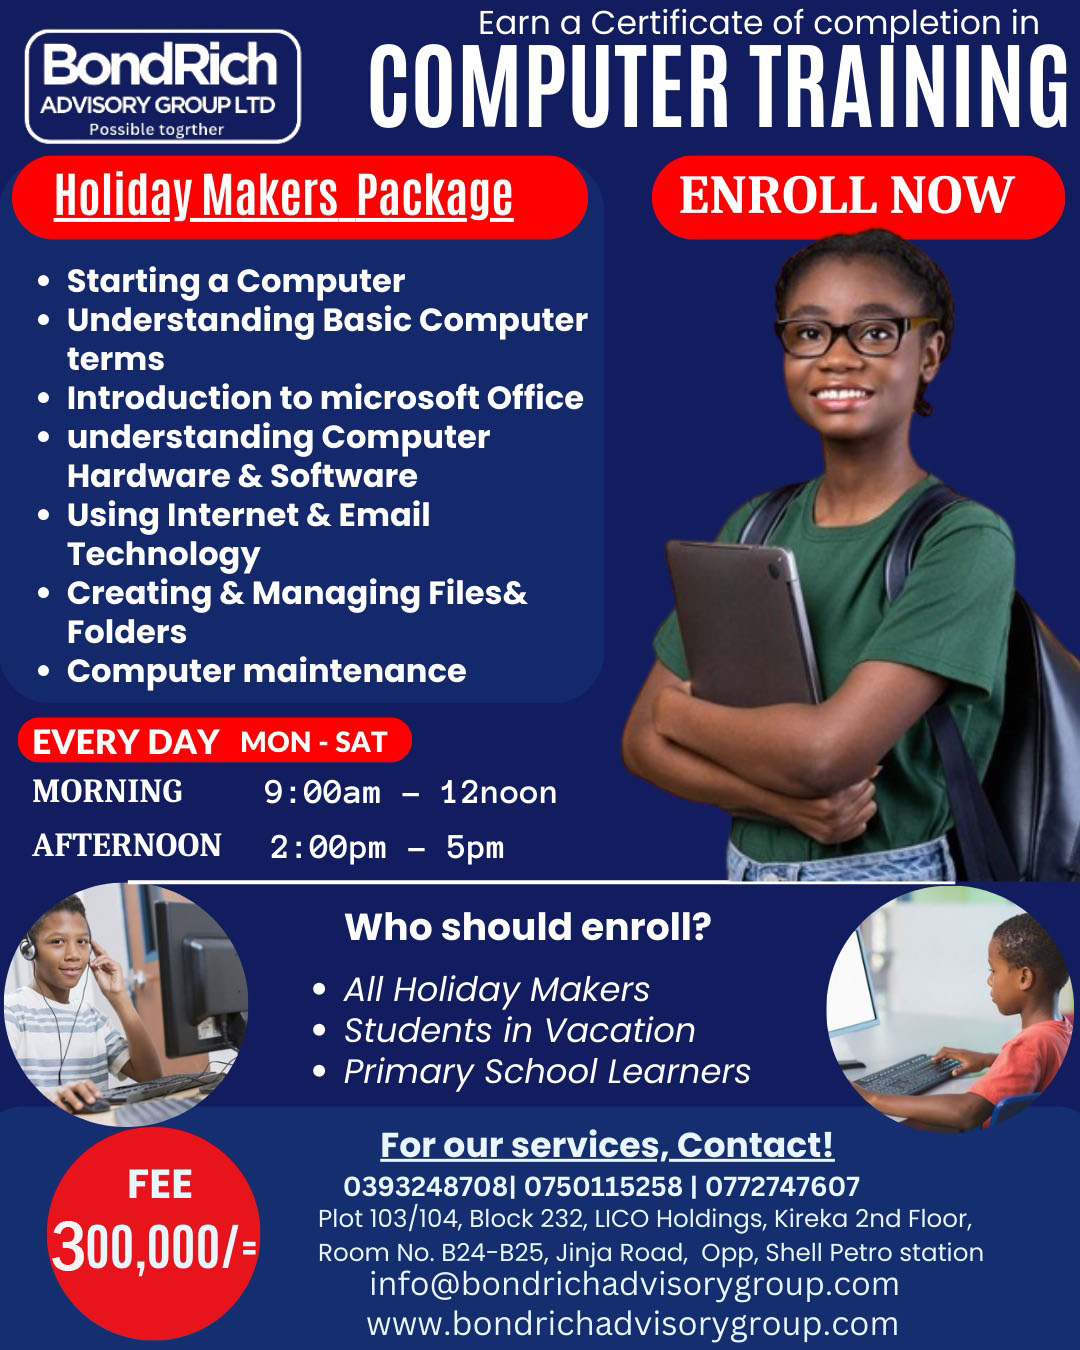 Earn a Certificate of completion in
COMPUTER TRAINING
BondRich
ADVISORY GROUP LTD
Possible togrther
Holiday Makers Package
ENROLL NOW
• Starting a Computer
• Understanding Basic Computer
terms
• Introduction to microsoft Office
• understanding Computer
Hardware & Software
• Using Internet & Email
Technology
• Creating & Managing Files&
Folders
• Computer maintenance
EVERY DAY MON - SAT
MORNING 9:00am – 12noon
AFTERNOON 2:00pm – 5pm
Who should enroll?
• All Holiday Makers
• Students in Vacation
• Primary School Learners
FEE
300,000/=
For our services, Contact!
0393248708| 0750115258 | 0772747607
Plot 103/104, Block 232, LICO Holdings, Kireka 2nd Floor,
Room No. B24-B25, Jinja Road, Opp, Shell Petro station
info@bondrichadvisorygroup.com
www.bondrichadvisorygroup.com